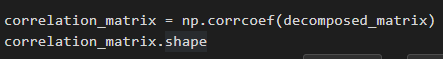 correlation_matrix = np.corrcoef(decomposed_matrix)
correlation_matrix.shape